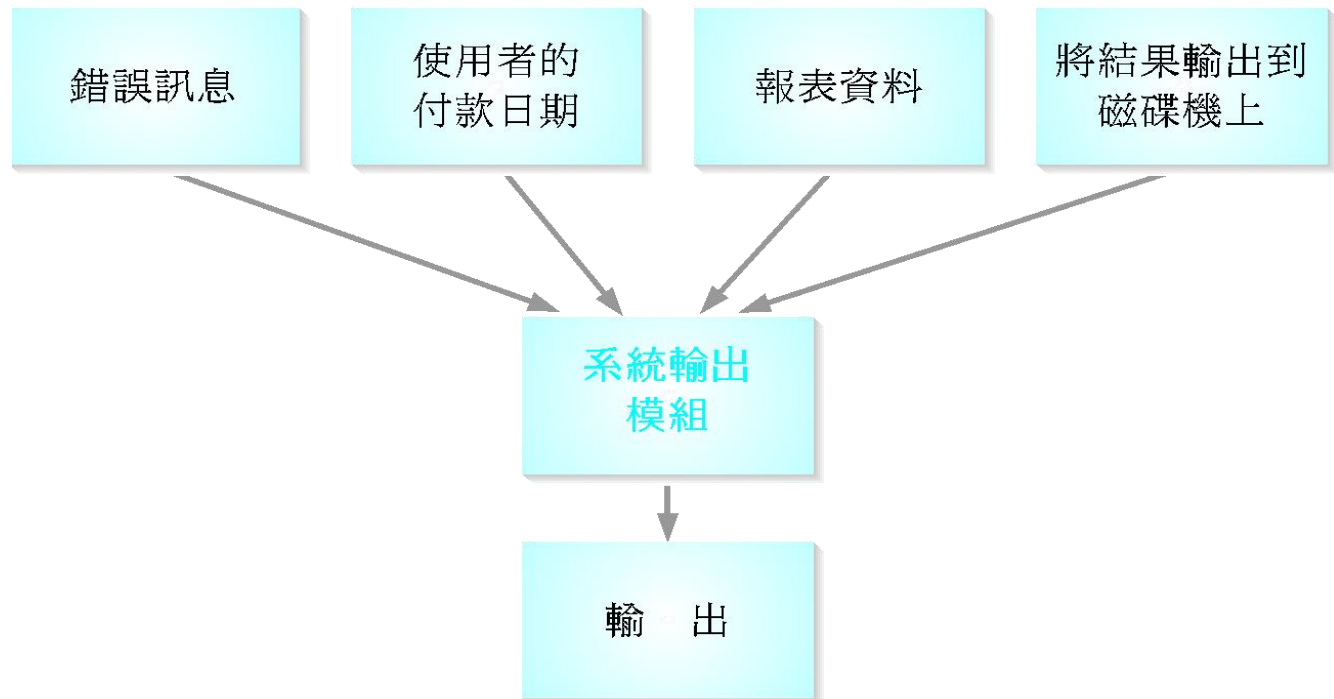 錯誤訊息
使用者的
付款日期
報表資料
將結果輸出到
磁碟機上
系統輸出
模組
輸 出